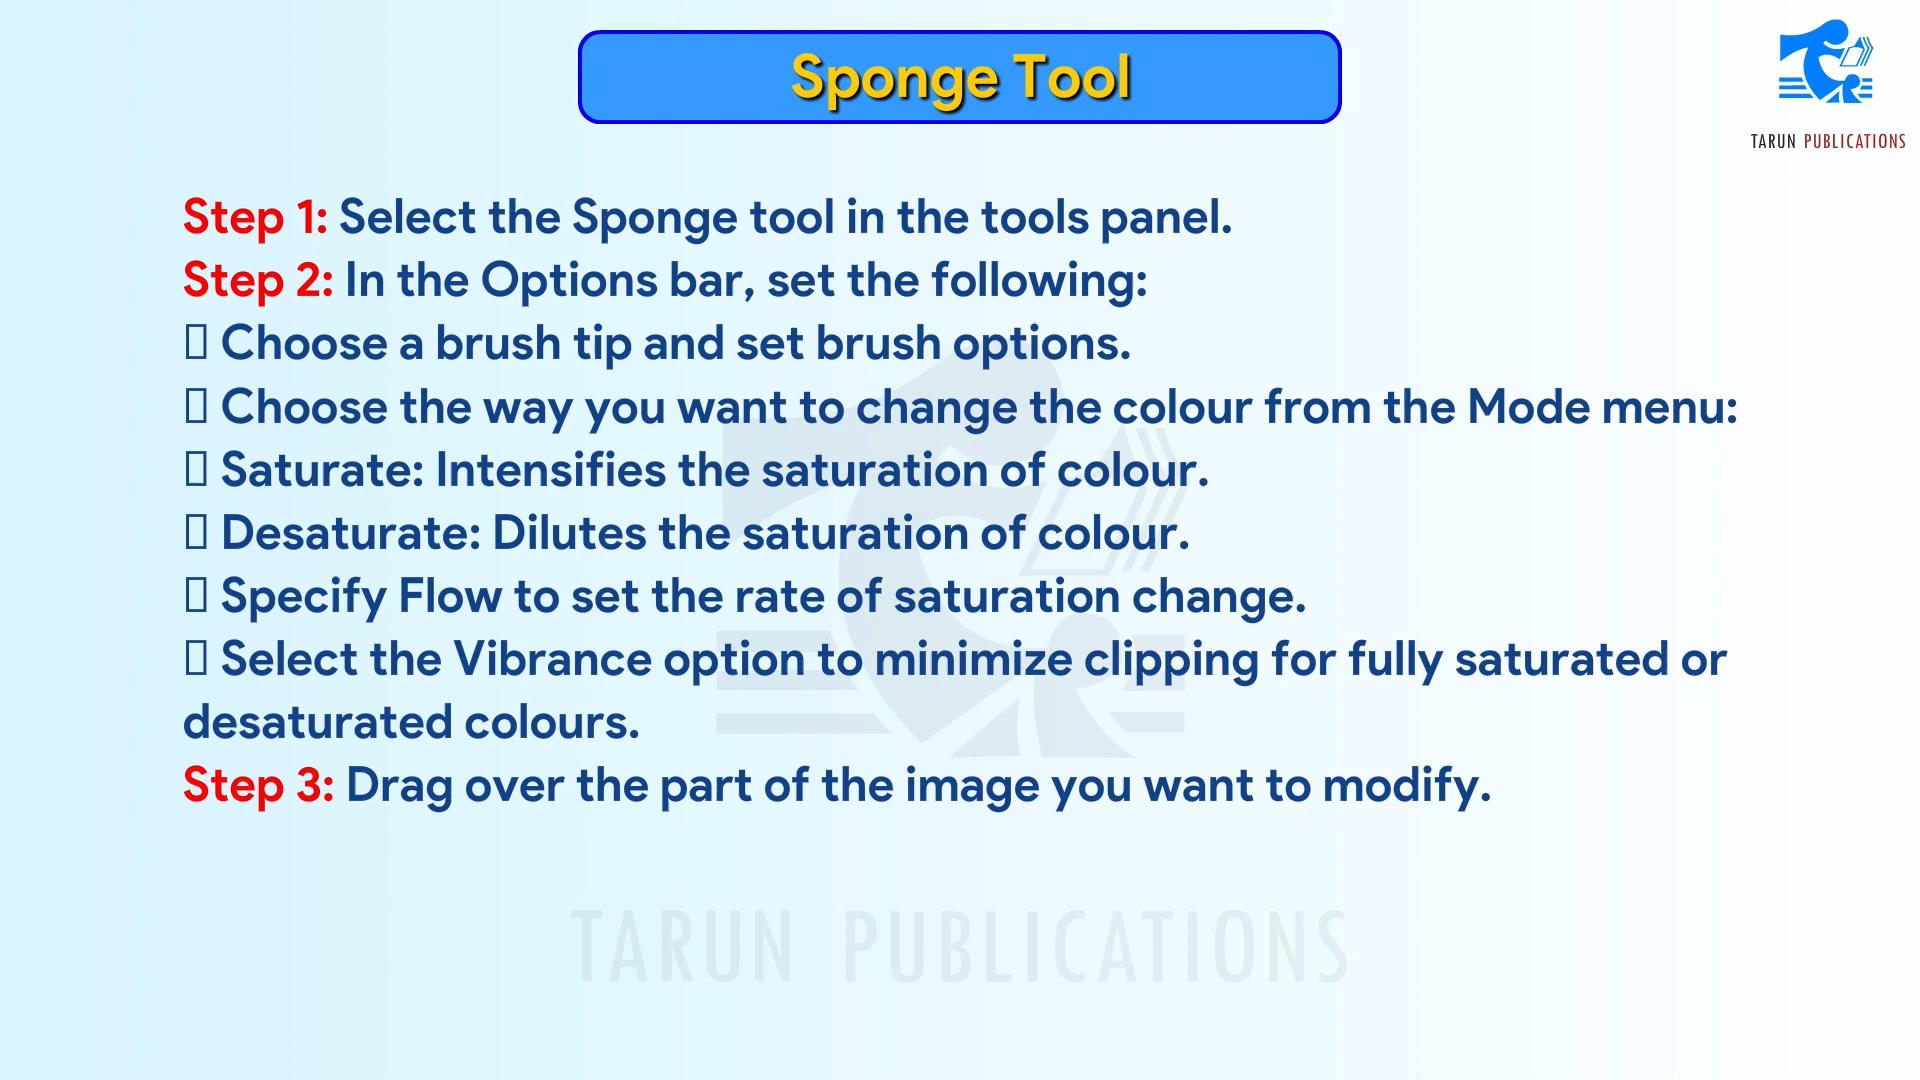 Sponge Tool
TARUN PUBLICATIONS
Step 1: Select the Sponge tool in the tools panel.
Step 2: In the Options bar, set the following:
▯ Choose a brush tip and set brush options.
▯ Choose the way you want to change the colour from the Mode menu:
▯ Saturate: Intensifies the saturation of colour.
▯ Desaturate: Dilutes the saturation of colour.
▯ Specify Flow to set the rate of saturation change.
▯ Select the Vibrance option to minimize clipping for fully saturated or
desaturated colours.
Step 3: Drag over the part of the image you want to modify.
TARUN PUBLICATIONS